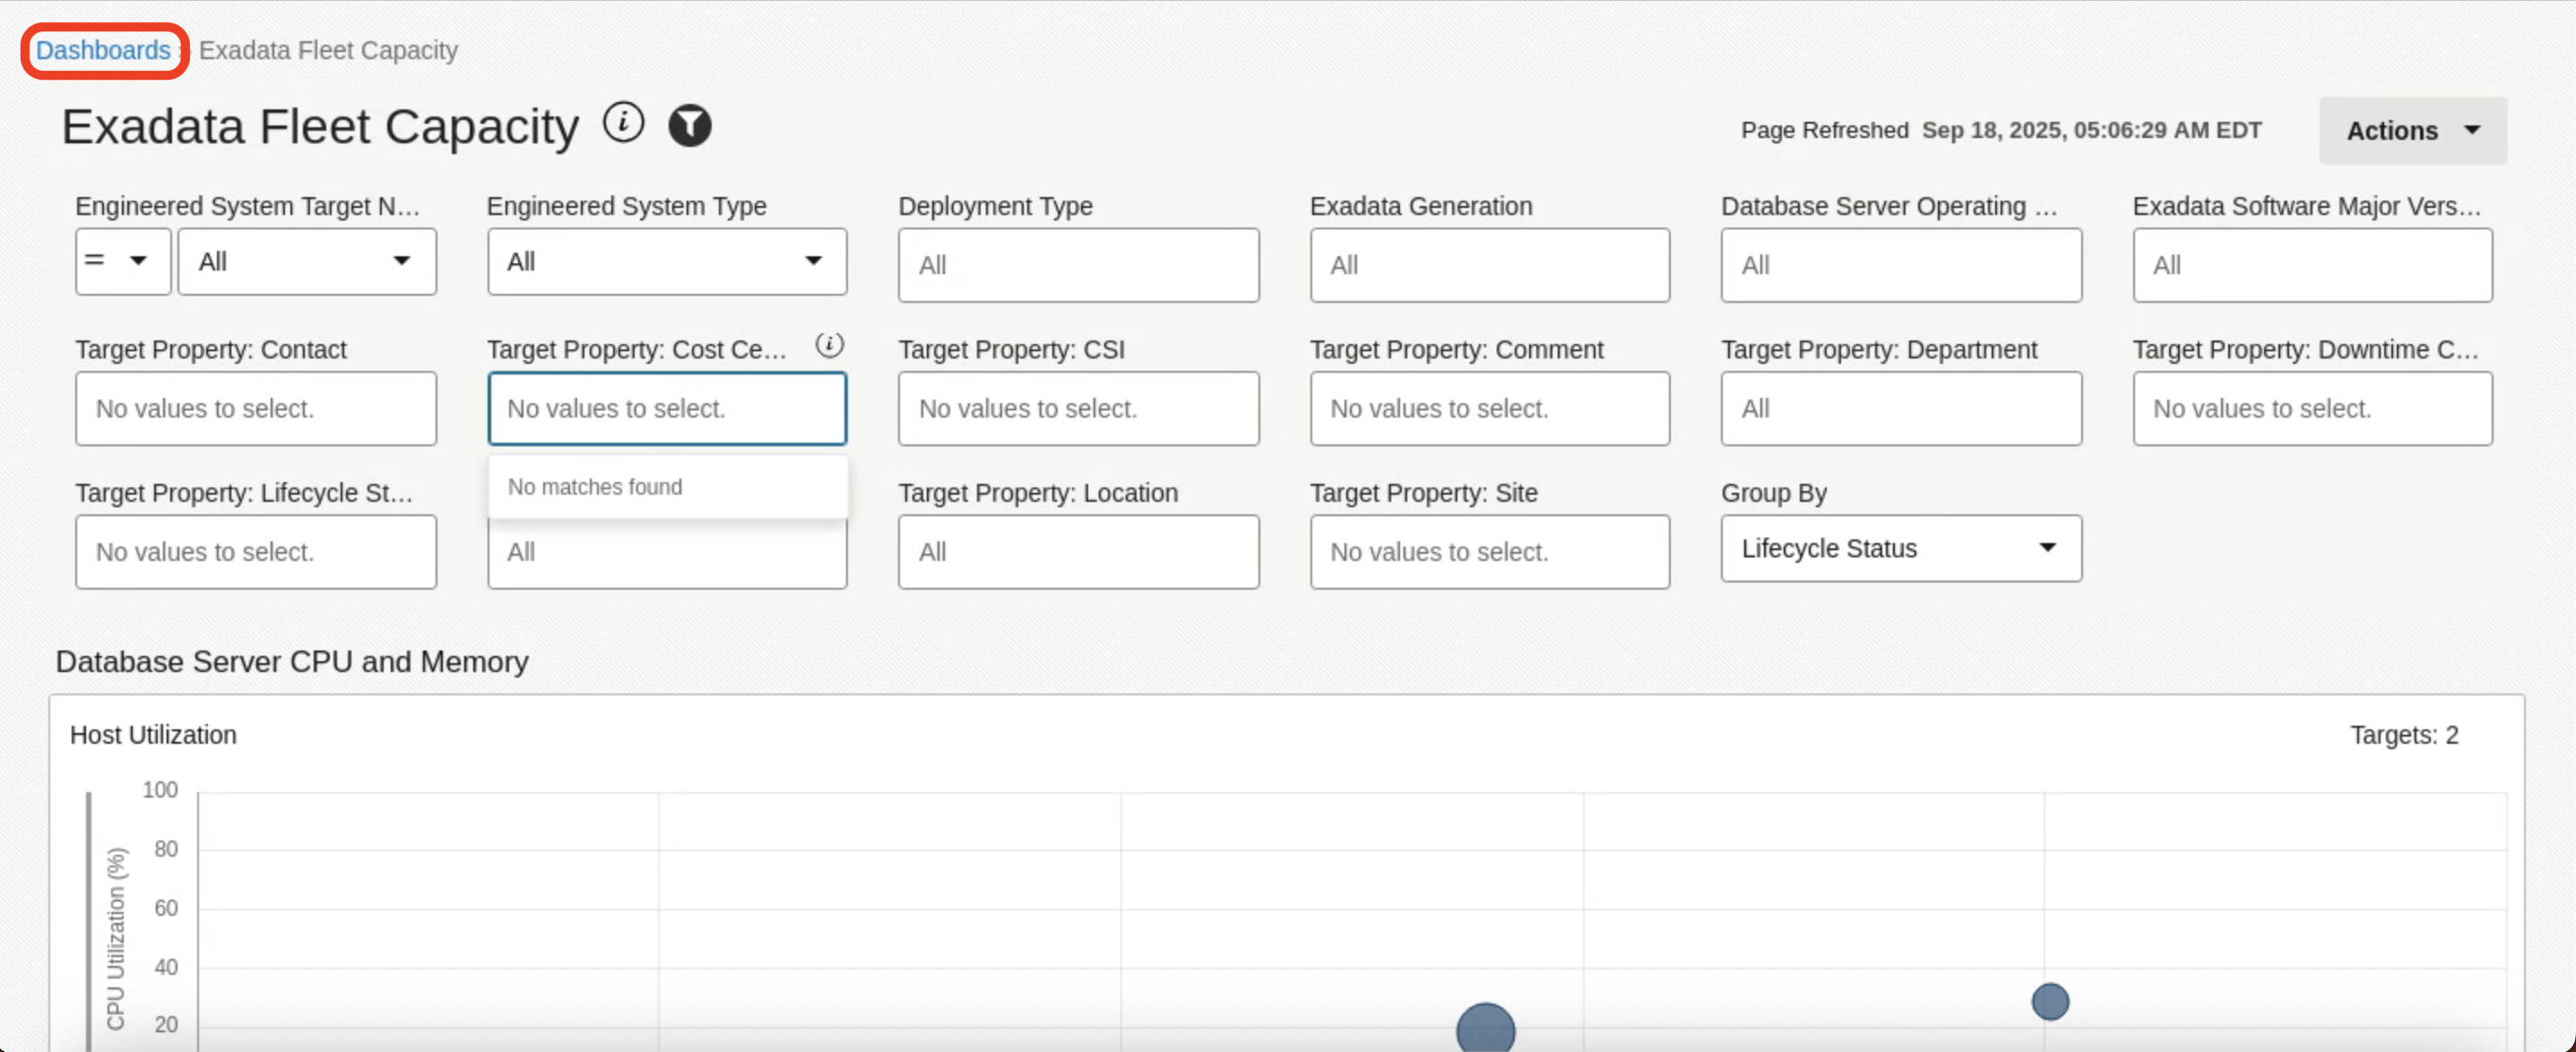 Dashboards › Exadata Fleet Capacity
Exadata Fleet Capacity
Page Refreshed Sep 18, 2025, 05:06:29 AM EDT
Actions
Engineered System Target N... Engineered System Type Deployment Type Exadata Generation Database Server Operating ... Exadata Software Major Vers...
= All All All All All All
Target Property: Contact Target Property: Cost Ce... Target Property: CSI Target Property: Comment Target Property: Department Target Property: Downtime C...
No values to select. No values to select. No values to select. No values to select. All No values to select.
No matches found
Target Property: Lifecycle St... Target Property: Location Target Property: Site Group By
No values to select. All All No values to select. Lifecycle Status
Database Server CPU and Memory
Host Utilization Targets: 2
CPU Utilization (%)
100
80
60
40
20